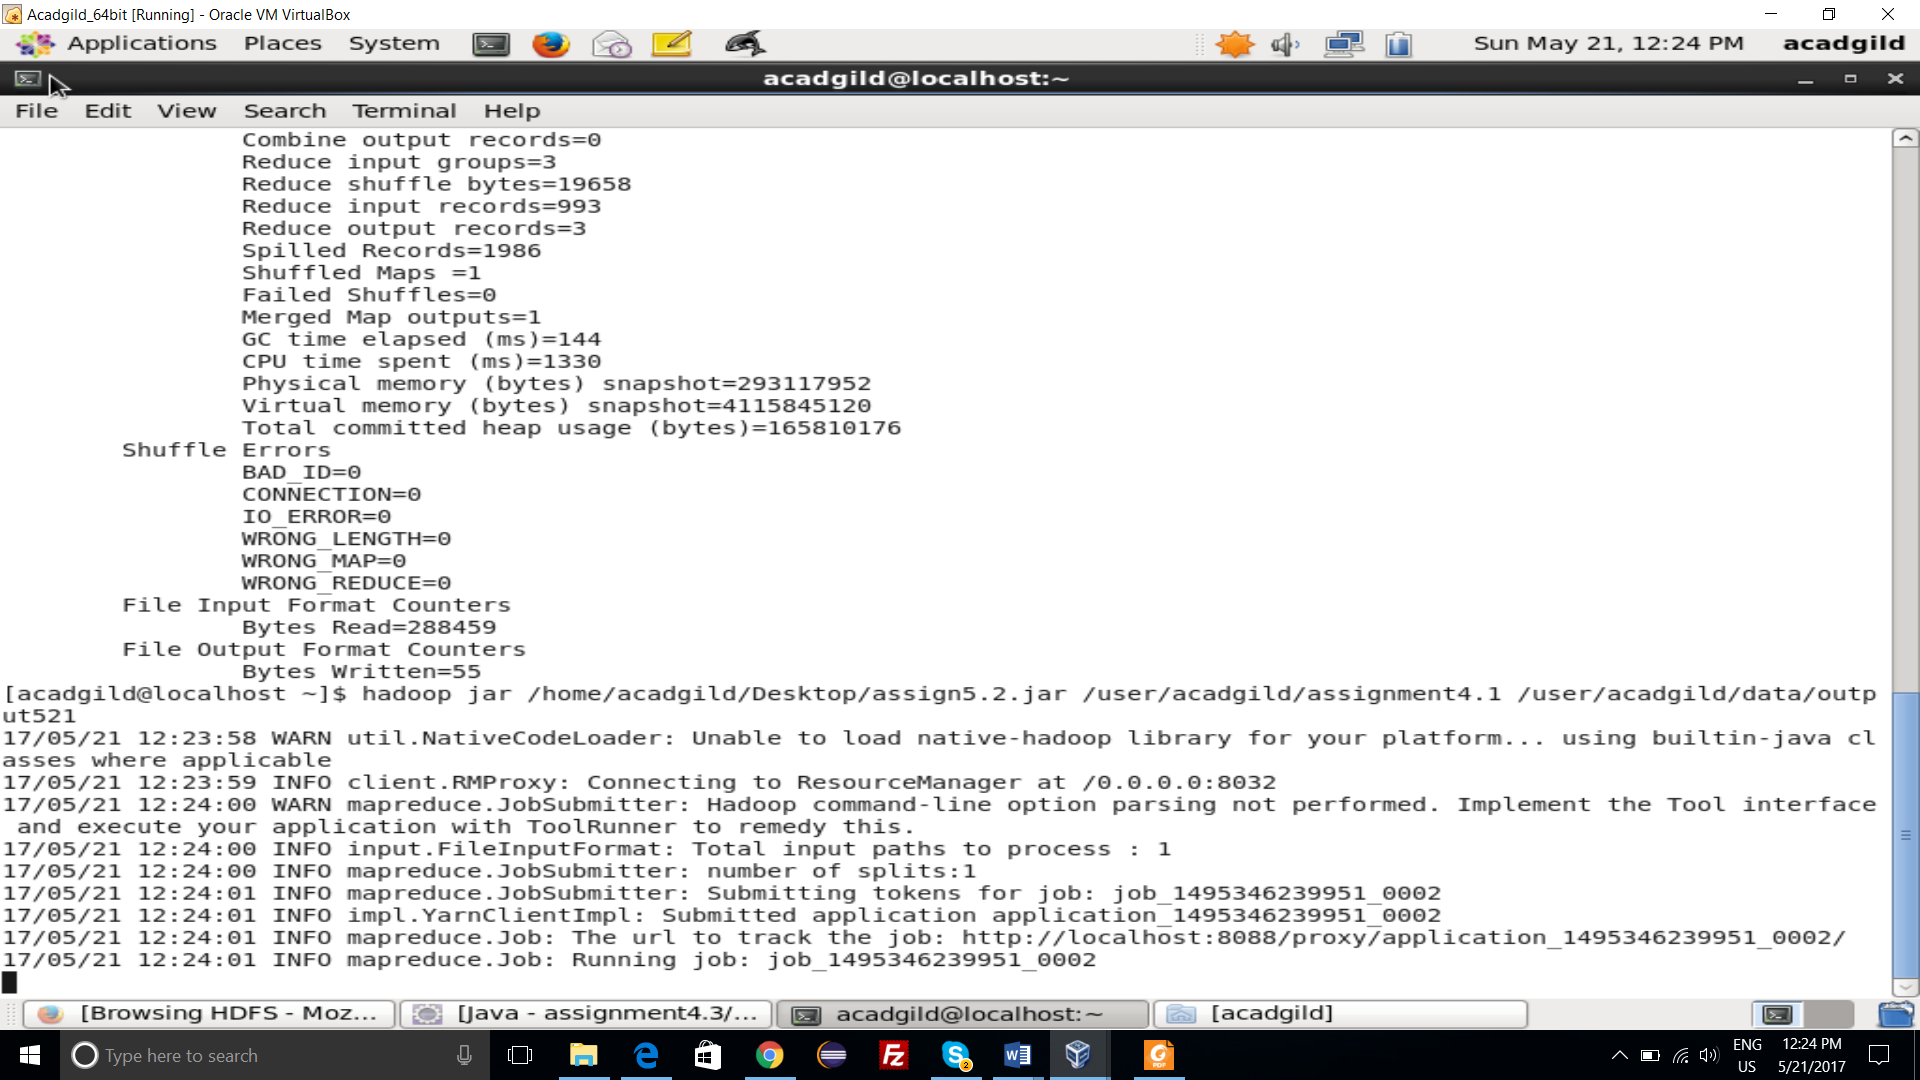 Acadgild_64bit [Running] - Oracle VM VirtualBox
Applications Places System Sun May 21, 12:24 PM acadgild
acadgild@localhost:~
File Edit View Search Terminal Help
Combine output records=0
Reduce input groups=3
Reduce shuffle bytes=19658
Reduce input records=993
Reduce output records=3
Spilled Records=1986
Shuffled Maps =1
Failed Shuffles=0
Merged Map outputs=1
GC time elapsed (ms)=144
CPU time spent (ms)=1330
Physical memory (bytes) snapshot=293117952
Virtual memory (bytes) snapshot=4115845120
Total committed heap usage (bytes)=165810176
Shuffle Errors
BAD_ID=0
CONNECTION=0
IO_ERROR=0
WRONG_LENGTH=0
WRONG_MAP=0
WRONG_REDUCE=0
File Input Format Counters
Bytes Read=288459
File Output Format Counters
Bytes Written=55
[acadgild@localhost ~]$ hadoop jar /home/acadgild/Desktop/assign5.2.jar /user/acadgild/assignment4.1 /user/acadgild/data/outp
ut521
17/05/21 12:23:58 WARN util.NativeCodeLoader: Unable to load native-hadoop library for your platform... using builtin-java cl
asses where applicable
17/05/21 12:23:59 INFO client.RMProxy: Connecting to ResourceManager at /0.0.0.0:8032
17/05/21 12:24:00 WARN mapreduce.JobSubmitter: Hadoop command-line option parsing not performed. Implement the Tool interface
and execute your application with ToolRunner to remedy this.
17/05/21 12:24:00 INFO input.FileInputFormat: Total input paths to process : 1
17/05/21 12:24:00 INFO mapreduce.JobSubmitter: number of splits:1
17/05/21 12:24:01 INFO mapreduce.JobSubmitter: Submitting tokens for job: job_1495346239951_0002
17/05/21 12:24:01 INFO impl.YarnClientImpl: Submitted application application_1495346239951_0002
17/05/21 12:24:01 INFO mapreduce.Job: The url to track the job: http://localhost:8088/proxy/application_1495346239951_0002/
17/05/21 12:24:01 INFO mapreduce.Job: Running job: job_1495346239951_0002
[Browsing HDFS - Moz... [Java - assignment4.3/... acadgild@localhost:~ [acadgild]
Type here to search ENG 12:24 PM
US 5/21/2017